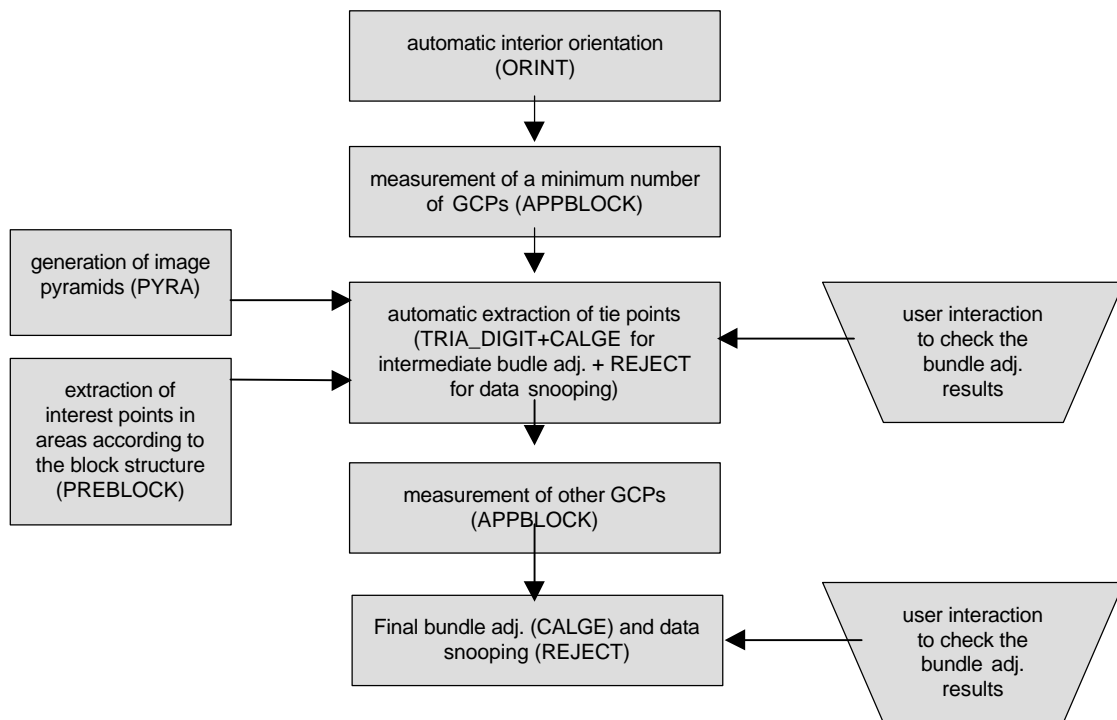 automatic interior orientation
(ORINT)
measurement of a minimum number
of GCPs (APPBLOCK)
generation of image
pyramids (PYRA)
extraction of
interest points in
areas according to
the block structure
(PREBLOCK)
automatic extraction of tie points
(TRIA_DIGIT+CALGE for
intermediate budle adj. + REJECT
for data snooping)
user interaction
to check the
bundle adj.
results
measurement of other GCPs
(APPBLOCK)
Final bundle adj. (CALGE) and data
snooping (REJECT)
user interaction
to check the
bundle adj.
results